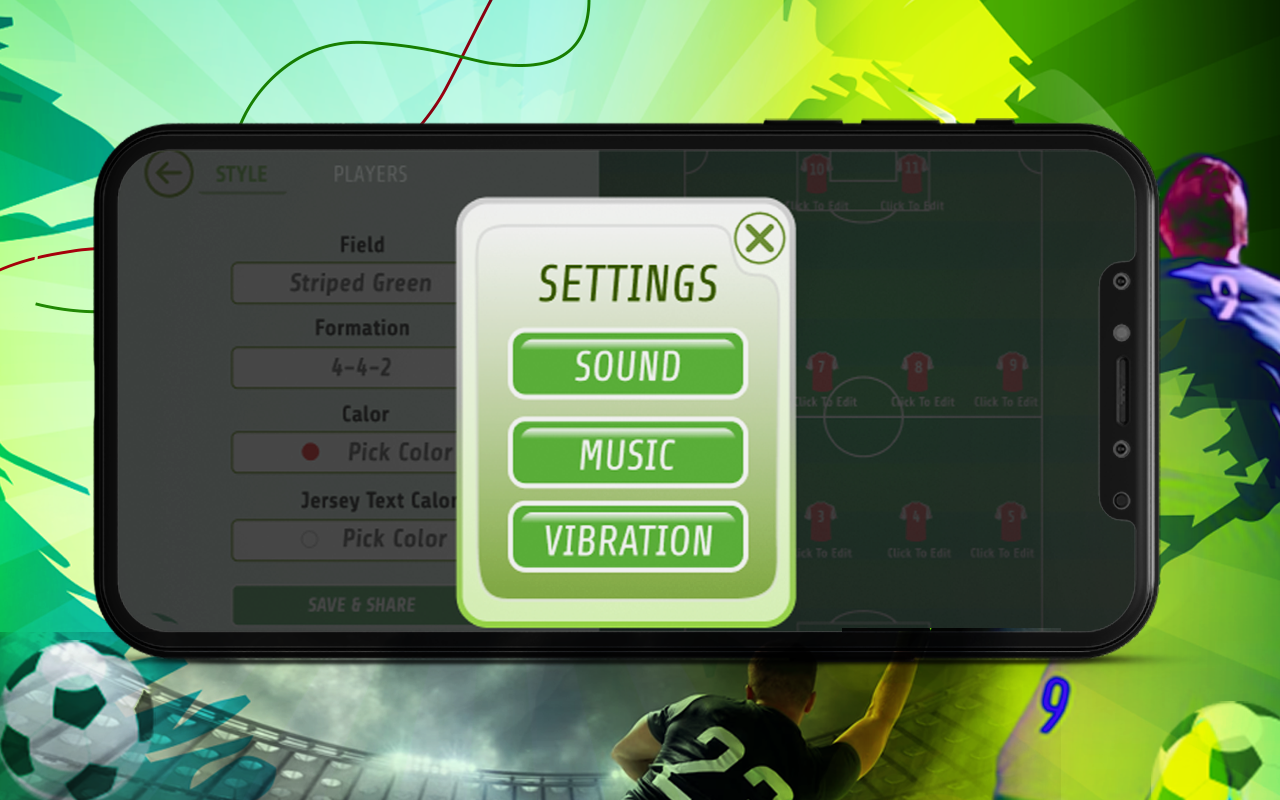 STYLE
PLAYERS
Field
Striped Green
Formation
4-4-2
Calor
Pick Color
Jersey Text Calor
Pick Color
SAVE & SHARE
SETTINGS
SOUND
MUSIC
VIBRATION
10
11
Click To Edit
Click To Edit
7
8
9
Click To Edit
Click To Edit
Click To Edit
3
4
5
Click To Edit
Click To Edit
Click To Edit
9
9
23